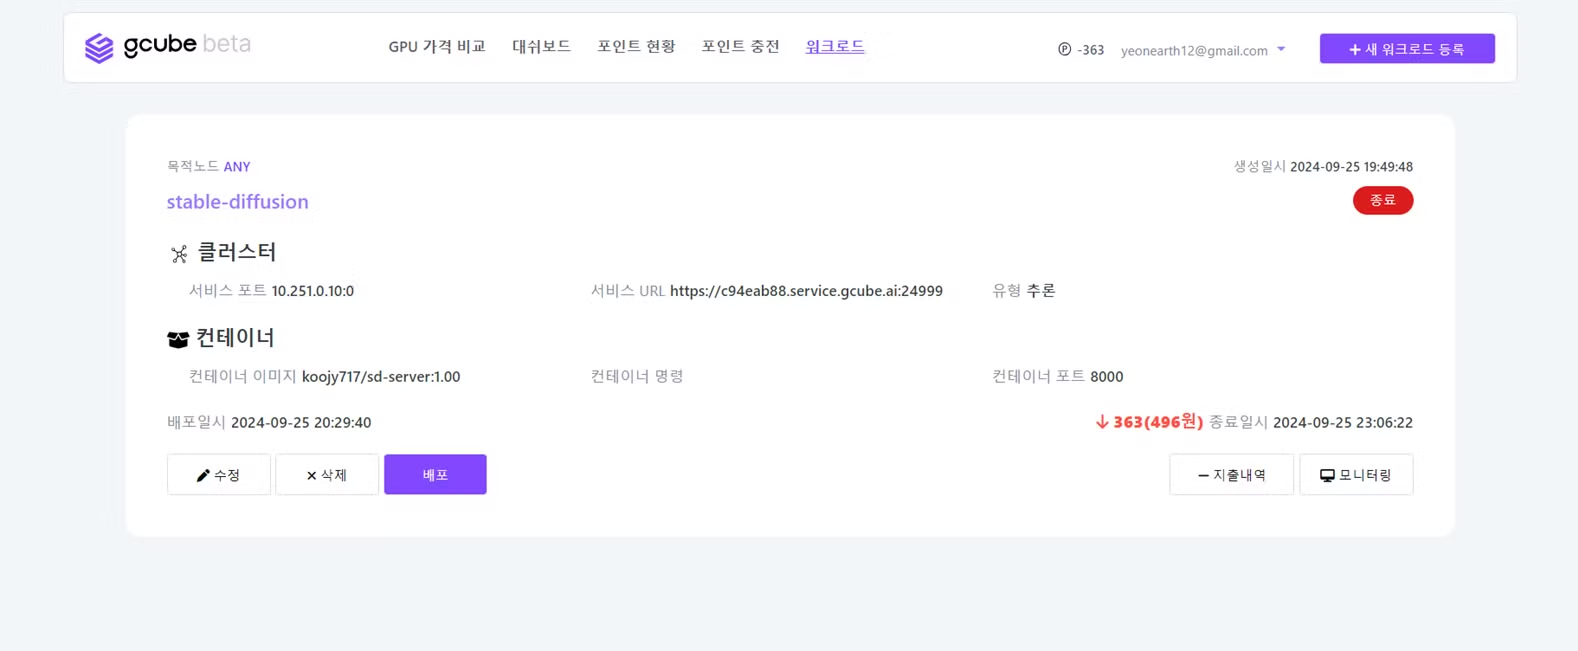 gcube beta
GPU 가격 비교 대쉬보드 포인트 현황 포인트 충전 워크로드
Ⓟ -363 yeonearth12@gmail.com + 새 워크로드 등록
목적노드 ANY 생성일시 2024-09-25 19:49:48
stable-diffusion 종료
클러스터
서비스 포트 10.251.0.10:0 서비스 URL https://c94eab88.service.gcube.ai:24999 유형 추론
컨테이너
컨테이너 이미지 koojy717/sd-server:1.00 컨테이너 명령 컨테이너 포트 8000
배포일시 2024-09-25 20:29:40 ↓ 363(496원) 종료일시 2024-09-25 23:06:22
수정 × 삭제 배포 − 지출내역 모니터링